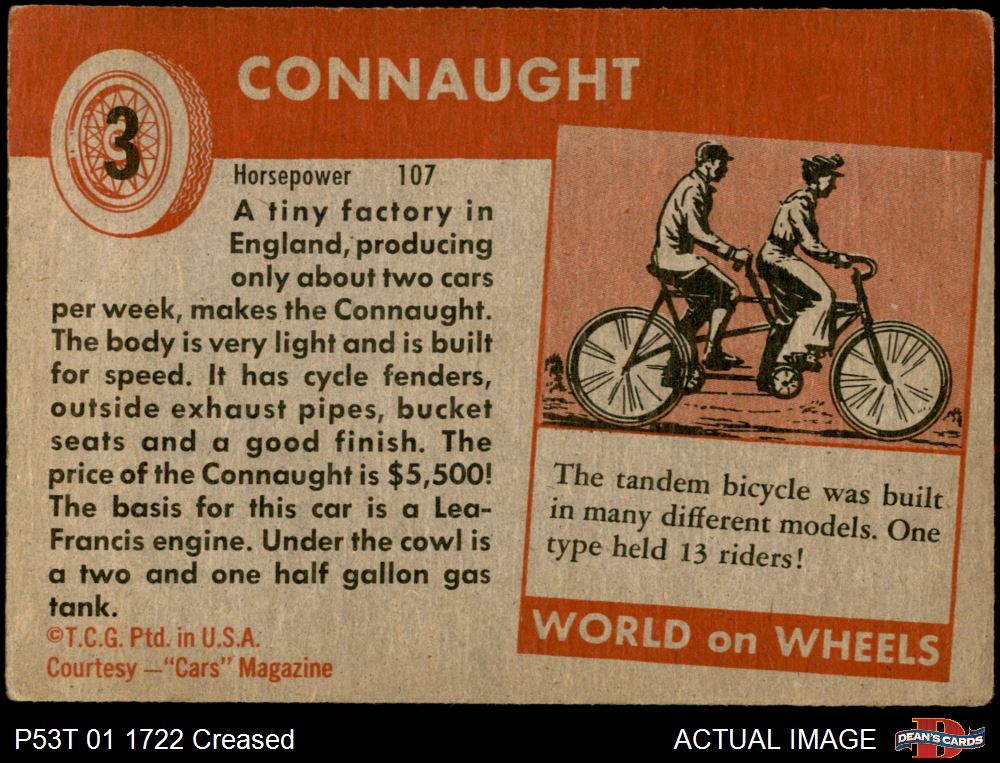 3
CONNAUGHT
Horsepower 107
A tiny factory in
England, producing
only about two cars
per week, makes the Connaught.
The body is very light and is built
for speed. It has cycle fenders,
outside exhaust pipes, bucket
seats and a good finish. The
price of the Connaught is $5,500!
The basis for this car is a Lea-
Francis engine. Under the cowl is
a two and one half gallon gas
tank.
©T.C.G. Ptd. in U.S.A.
Courtesy —"Cars" Magazine
The tandem bicycle was built
in many different models. One
type held 13 riders!
WORLD on WHEELS
P53T 01 1722 Creased
ACTUAL IMAGE
D
DEAN'S CARDS